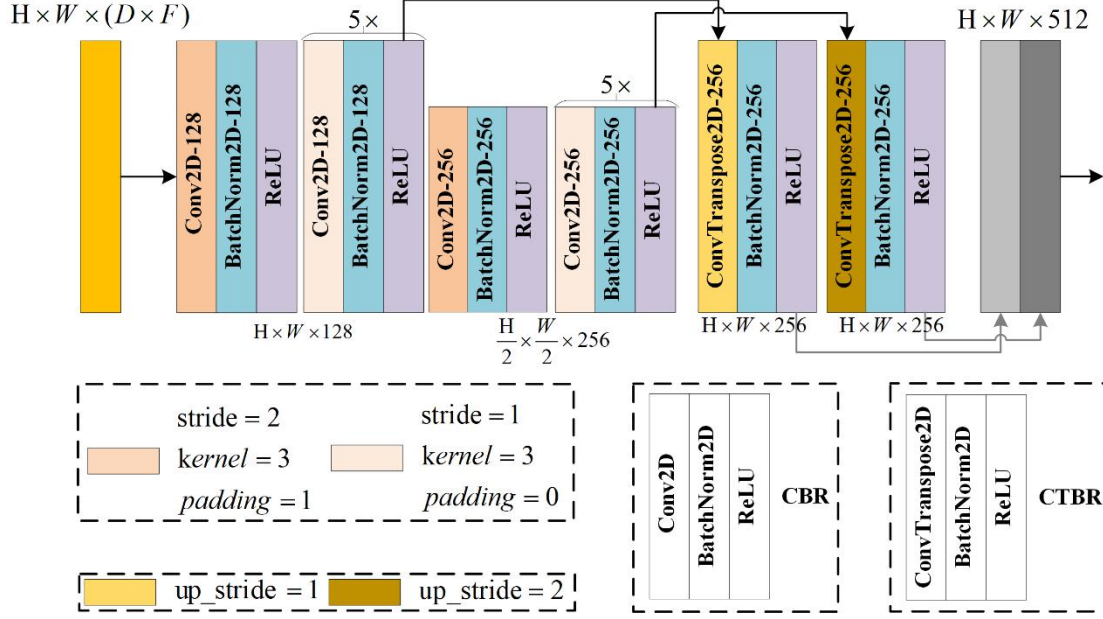 H × W × (D × F)
5 ×
5 ×
H × W × 512
Conv2D-128
BatchNorm2D-128
ReLU
Conv2D-128
BatchNorm2D-128
ReLU
Conv2D-256
BatchNorm2D-256
ReLU
Conv2D-256
BatchNorm2D-256
ReLU
ConvTranspose2D-256
BatchNorm2D-256
ReLU
ConvTranspose2D-256
BatchNorm2D-256
ReLU
H × W × 128
H/2 × W/2 × 256
H × W × 256
H × W × 256
stride = 2
kernel = 3
padding = 1
stride = 1
kernel = 3
padding = 0
up_stride = 1
up_stride = 2
Conv2D
BatchNorm2D
ReLU
CBR
ConvTranspose2D
BatchNorm2D
ReLU
CTBR